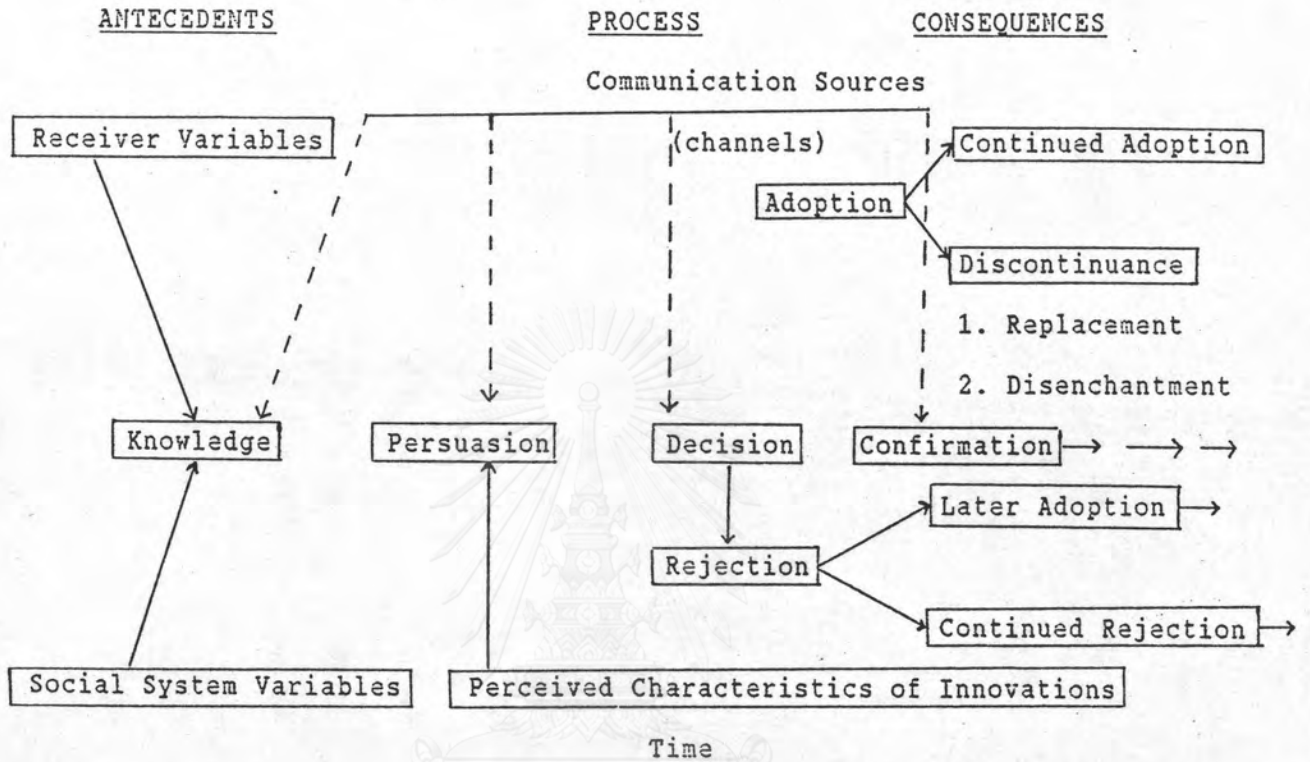 ANTECEDENTS PROCESS CONSEQUENCES
Communication Sources
Receiver Variables
(channels)
Continued Adoption
Adoption
Discontinuance
1. Replacement
2. Disenchantment
Knowledge
Persuasion
Decision
Confirmation
Later Adoption
Rejection
Continued Rejection
Social System Variables
Perceived Characteristics of Innovations
Time